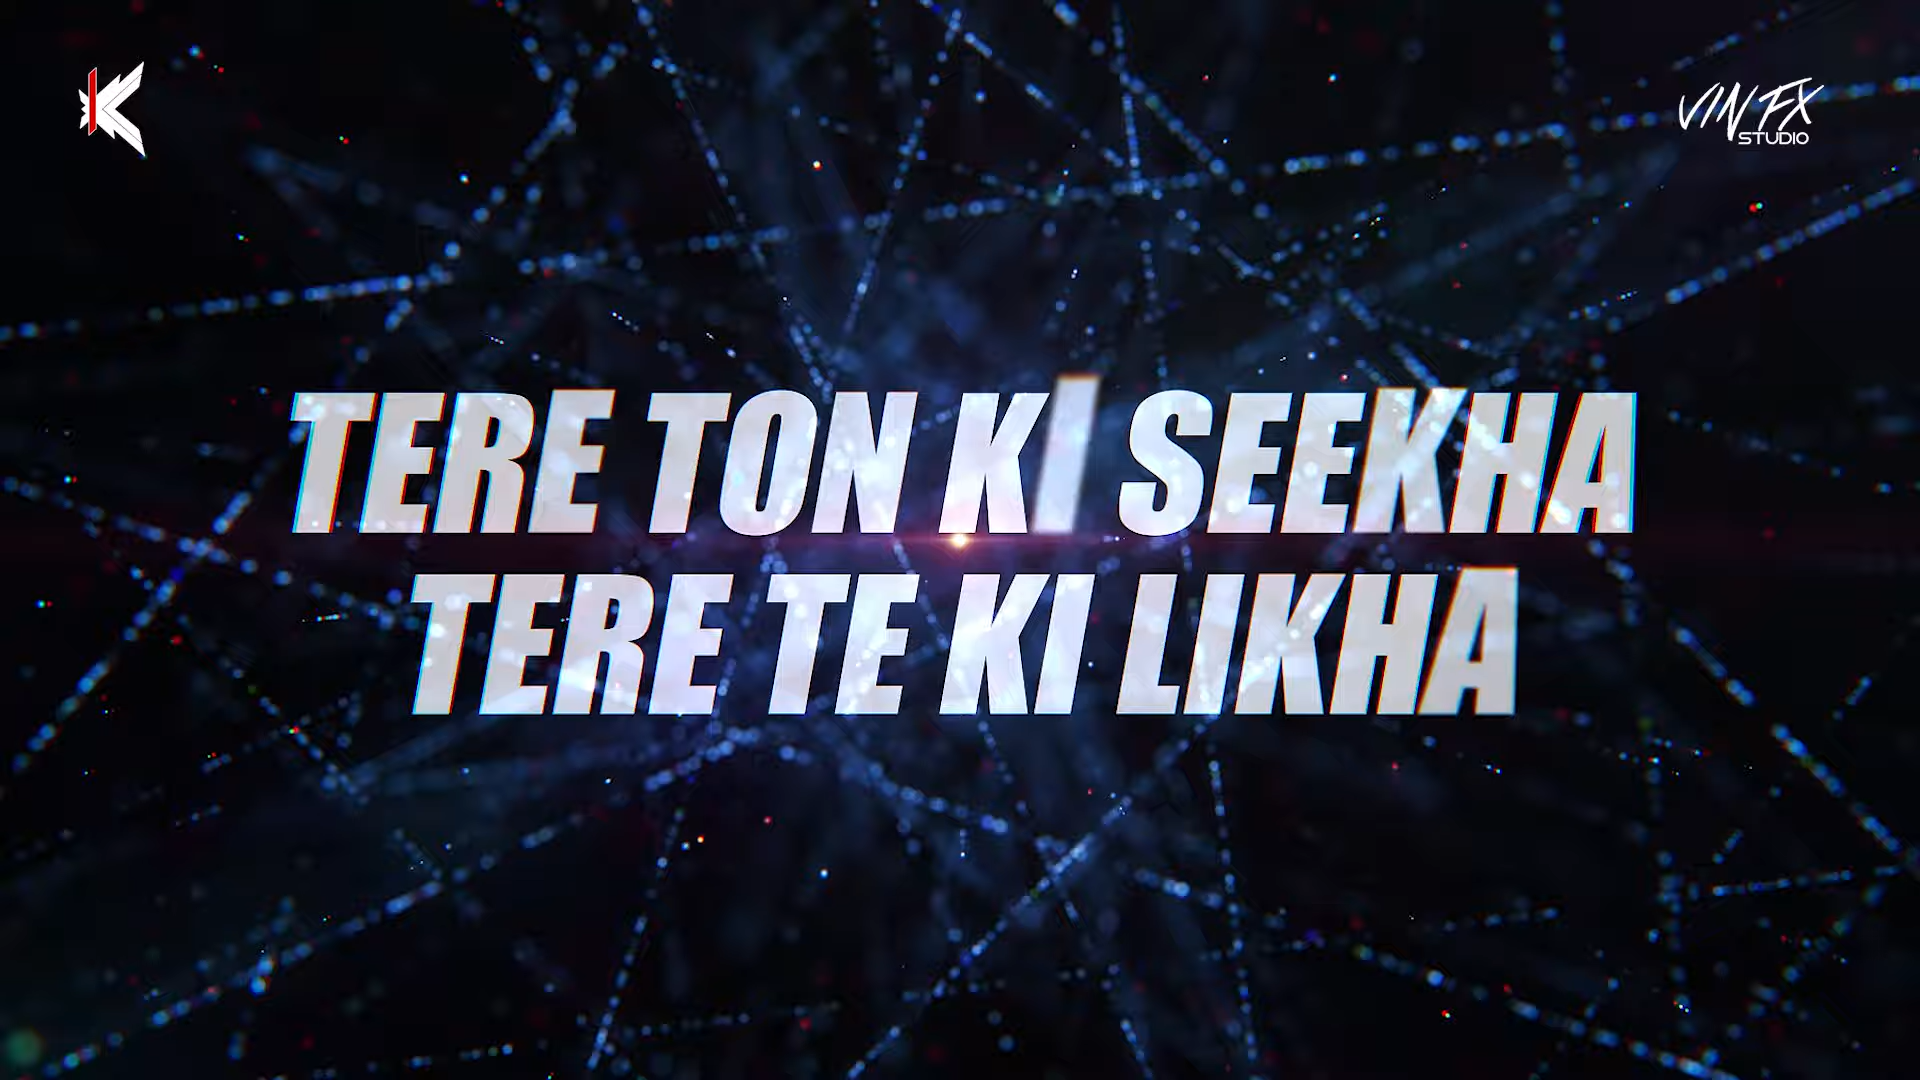 VIN FX
STUDIO
TERE TON KI SEEKHA
TERE TE KI LIKHA